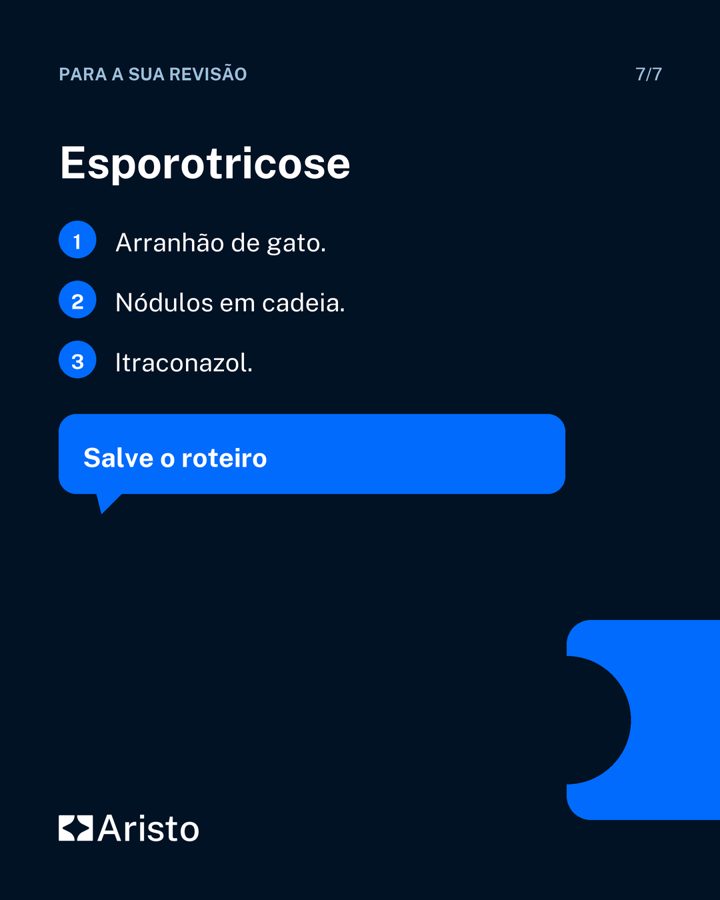 PARA A SUA REVISÃO
7/7
Esporotricose
1 Arranhão de gato.
2 Nódulos em cadeia.
3 Itraconazol.
Salve o roteiro
Aristo